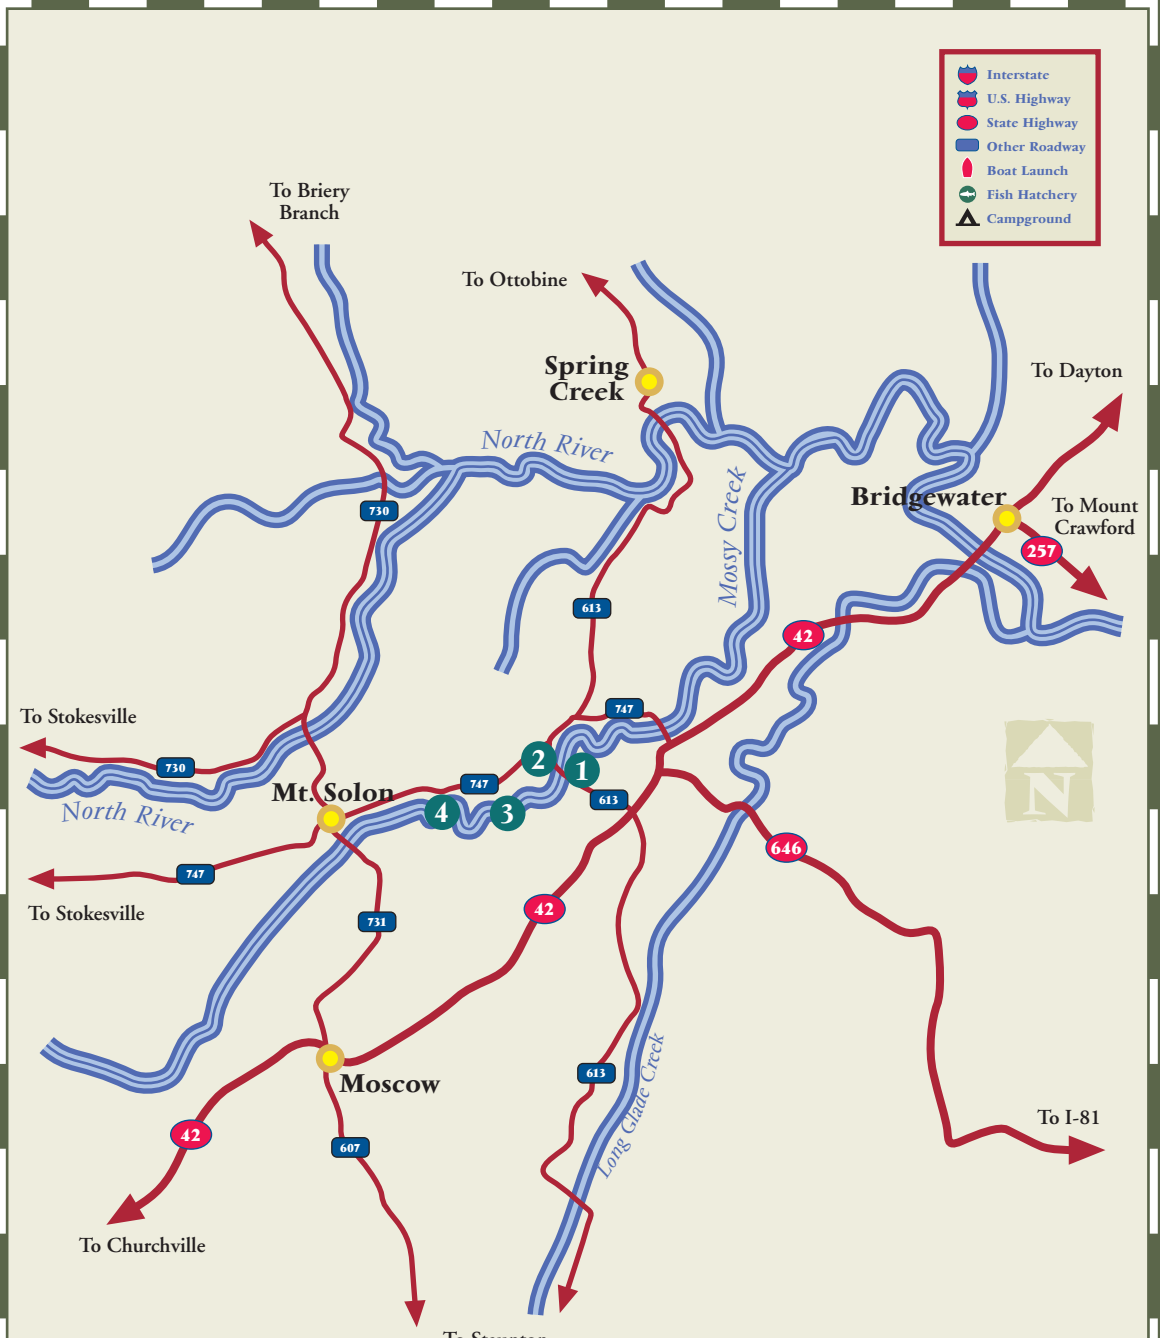 Interstate
U.S. Highway
State Highway
Other Roadway
Boat Launch
Fish Hatchery
Campground
To Briery
Branch
To Ottobine
Spring
Creek
To Dayton
North River
Mossy Creek
Bridgewater
To Mount
Crawford
730
257
613
42
To Stokesville
747
730
2
1
747
613
Mt. Solon
4
3
North River
N
646
747
To Stokesville
42
731
Long Glade Creek
613
Moscow
To I-81
42
607
To Churchville